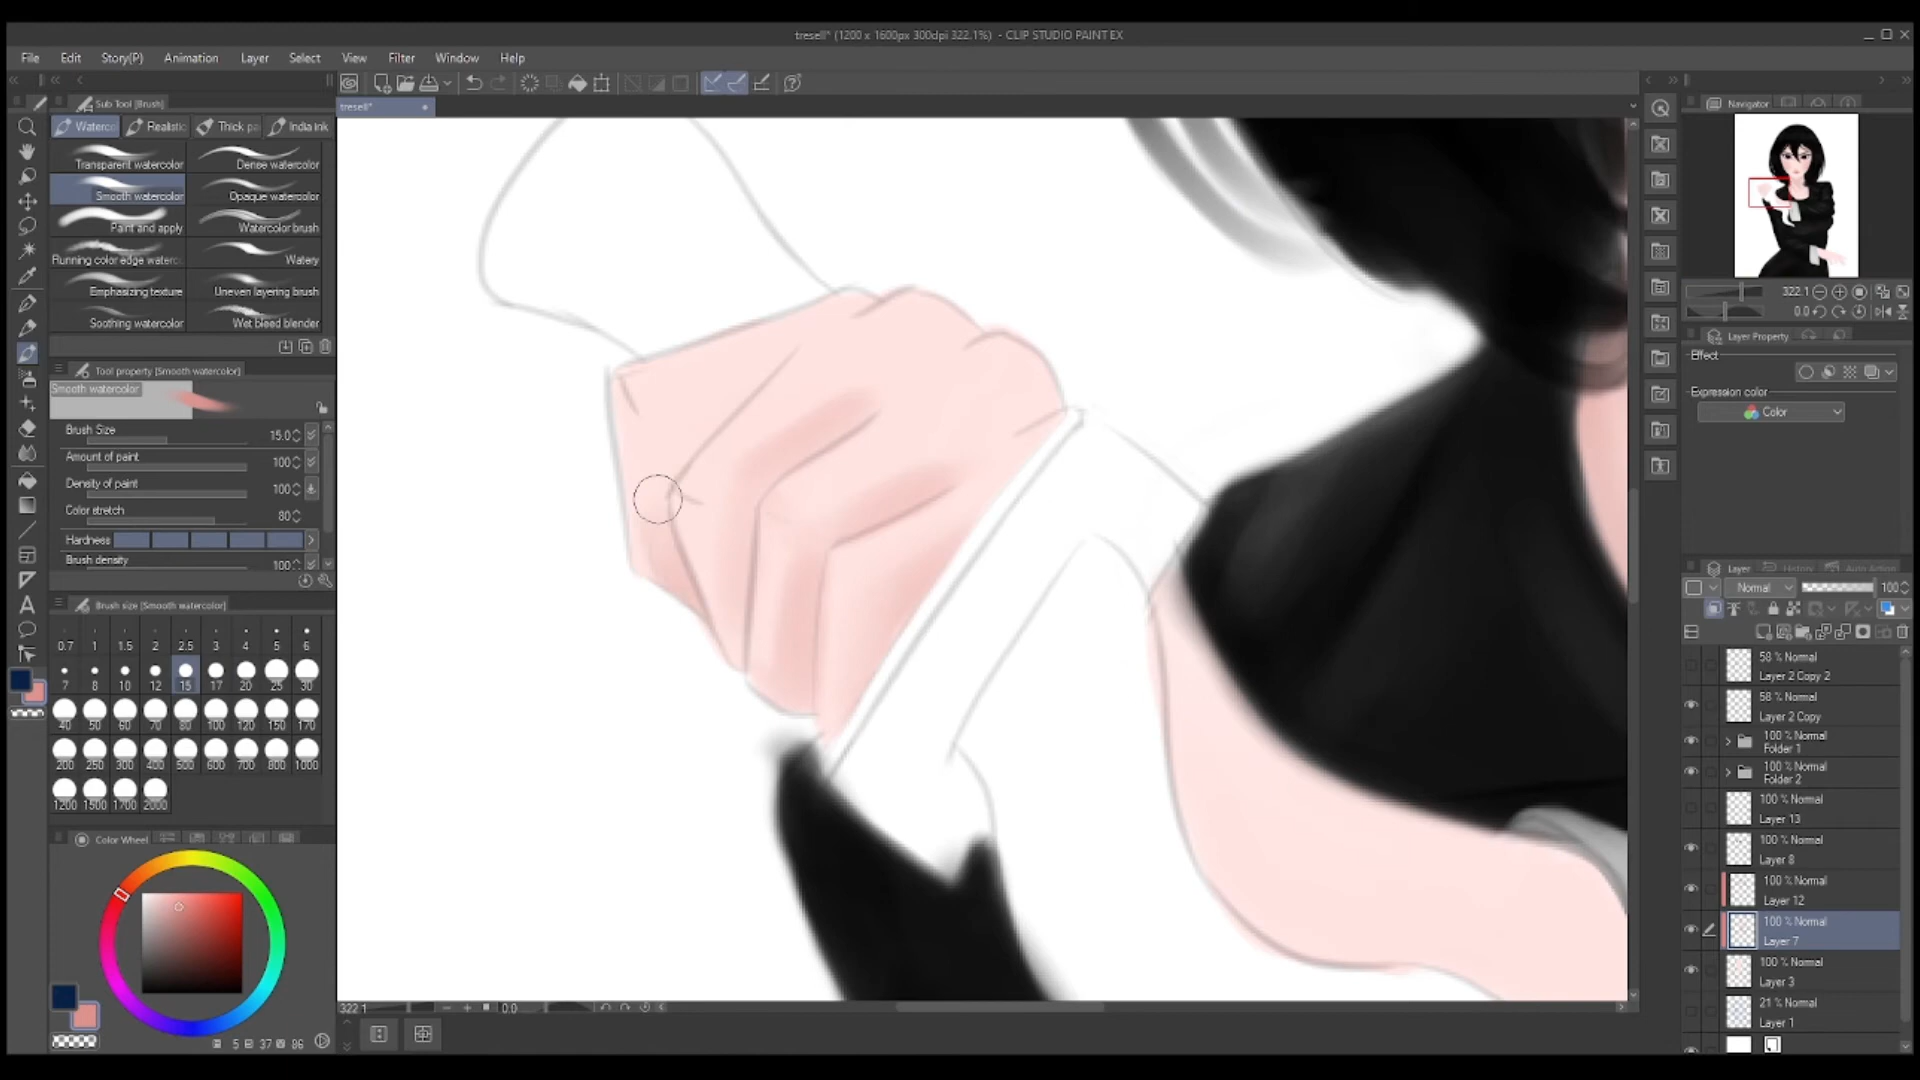 tresell* (1200 x 1600px 300dpi 322.1%) - CLIP STUDIO PAINT EX
File Edit Story(P) Animation Layer Select View Filter Window Help
Sub Tool [Brush]
tresell*
Navigator
Waterco Realistic Thick pa India ink
Transparent watercolor Dense watercolor
Smooth watercolor Opaque watercolor
Paint and apply Watercolor brush
Running color edge waterc Watery
Emphasizing texture Uneven layering brush
Soothing watercolor Wet bleed blender
322.1
0.0
Layer Property
Effect
Expression color
Color
Tool property [Smooth watercolor]
Smooth watercolor
Brush Size 15.0
Amount of paint 100
Density of paint 100
Color stretch 80
Hardness
Brush density 100
Layer History Auto Action
Normal 100
Brush size [Smooth watercolor]
0.7 1 1.5 2 2.5 3 4 5 6
7 8 10 12 15 17 20 25 30
40 50 60 70 80 100 120 150 170
200 250 300 400 500 600 700 800 1000
1200 1500 1700 2000
58 % Normal
Layer 2 Copy 2
58 % Normal
Layer 2 Copy
100 % Normal
Folder 1
100 % Normal
Folder 2
100 % Normal
Layer 13
100 % Normal
Layer 8
100 % Normal
Layer 12
100 % Normal
Layer 7
100 % Normal
Layer 3
21 % Normal
Layer 1
Color Wheel
5 37 86
322.1 0.0
A